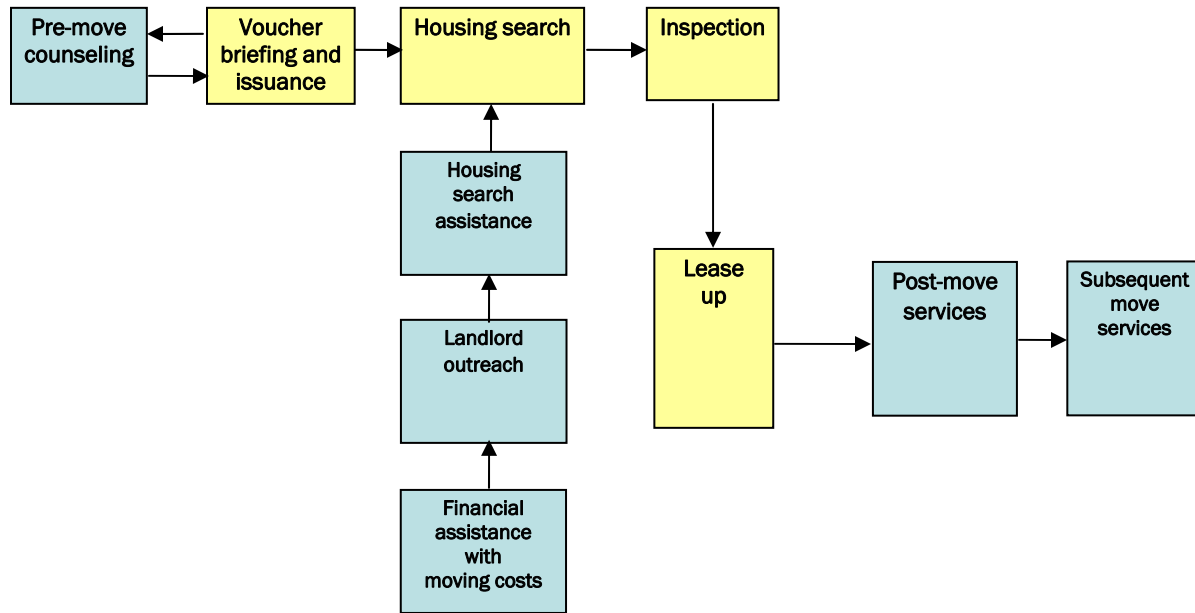 Pre-move
counseling
Voucher
briefing and
issuance
Housing search
Inspection
Housing
search
assistance
Landlord
outreach
Financial
assistance
with
moving costs
Lease
up
Post-move
services
Subsequent
move
services